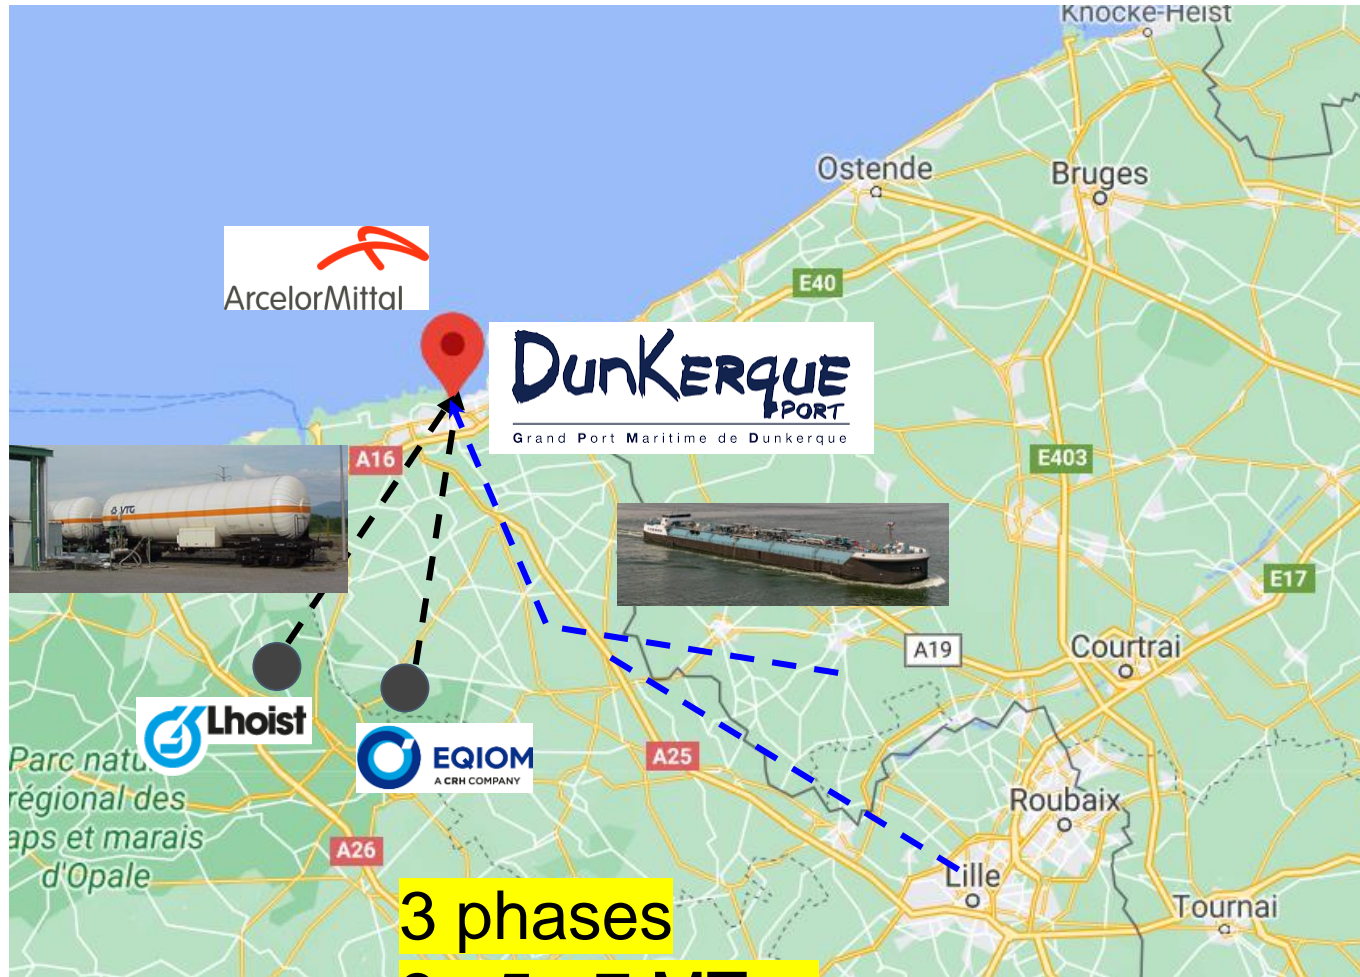 Knocke-Heist
Ostende
Bruges
E40
ArcelorMittal
DunKerque
PORT
Grand Port Maritime de Dunkerque
A16
E403
VTG
E17
A19
Courtrai
Lhoist
EQIOM
A CRH COMPANY
A25
Parc natu
régional des
aps et marais
d'Opale
Roubaix
A26
Lille
Tournai
3 phases